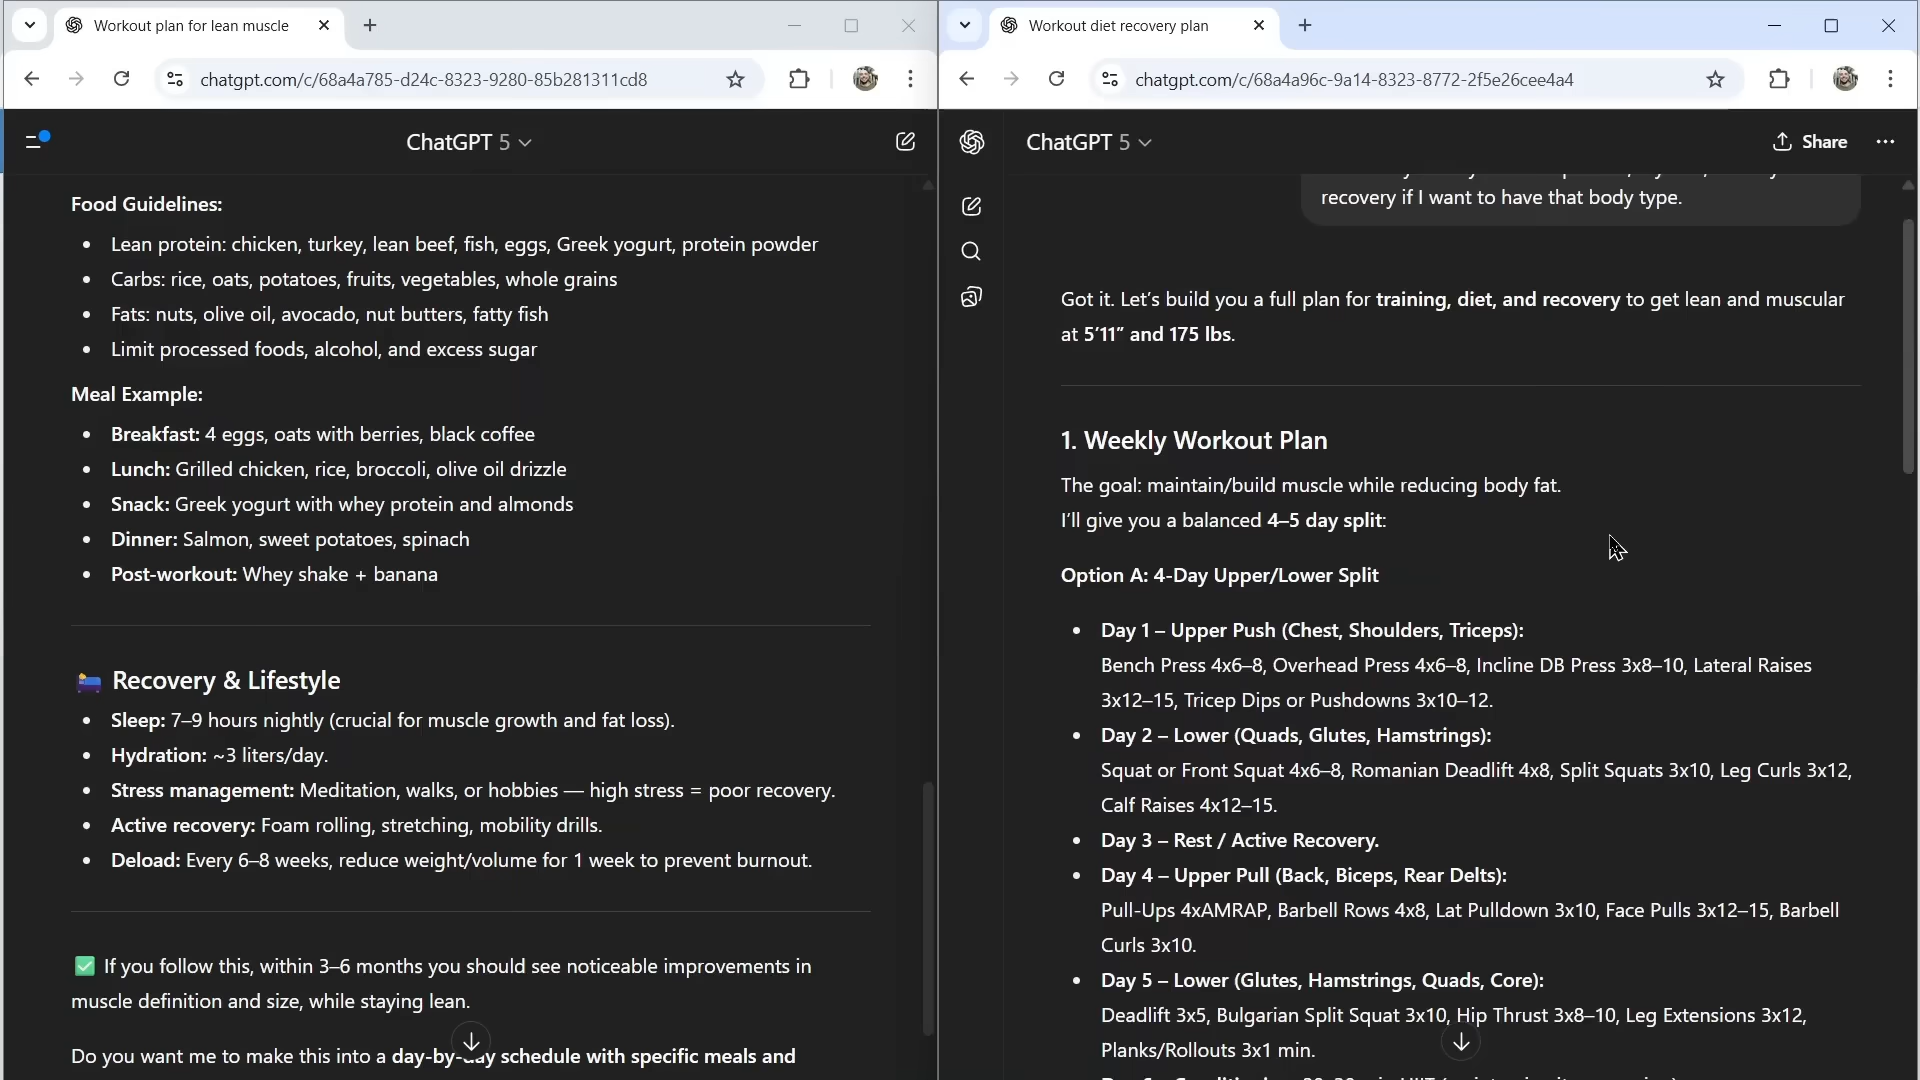 Workout plan for lean muscle
chatgpt.com/c/68a4a785-d24c-8323-9280-85b281311cd8
ChatGPT 5
Food Guidelines:
Lean protein: chicken, turkey, lean beef, fish, eggs, Greek yogurt, protein powder
Carbs: rice, oats, potatoes, fruits, vegetables, whole grains
Fats: nuts, olive oil, avocado, nut butters, fatty fish
Limit processed foods, alcohol, and excess sugar
Meal Example:
Breakfast: 4 eggs, oats with berries, black coffee
Lunch: Grilled chicken, rice, broccoli, olive oil drizzle
Snack: Greek yogurt with whey protein and almonds
Dinner: Salmon, sweet potatoes, spinach
Post-workout: Whey shake + banana
Recovery & Lifestyle
Sleep: 7–9 hours nightly (crucial for muscle growth and fat loss).
Hydration: ~3 liters/day.
Stress management: Meditation, walks, or hobbies — high stress = poor recovery.
Active recovery: Foam rolling, stretching, mobility drills.
Deload: Every 6–8 weeks, reduce weight/volume for 1 week to prevent burnout.
✅ If you follow this, within 3–6 months you should see noticeable improvements in
muscle definition and size, while staying lean.
Do you want me to make this into a day-by-day schedule with specific meals and
Workout diet recovery plan
chatgpt.com/c/68a4a96c-9a14-8323-8772-2f5e26cee4a4
ChatGPT 5
Share
recovery if I want to have that body type.
Got it. Let’s build you a full plan for training, diet, and recovery to get lean and muscular
at 5’11” and 175 lbs.
1. Weekly Workout Plan
The goal: maintain/build muscle while reducing body fat.
I’ll give you a balanced 4–5 day split:
Option A: 4-Day Upper/Lower Split
Day 1 – Upper Push (Chest, Shoulders, Triceps):
Bench Press 4x6–8, Overhead Press 4x6–8, Incline DB Press 3x8–10, Lateral Raises
3x12–15, Tricep Dips or Pushdowns 3x10–12.
Day 2 – Lower (Quads, Glutes, Hamstrings):
Squat or Front Squat 4x6–8, Romanian Deadlift 4x8, Split Squats 3x10, Leg Curls 3x12,
Calf Raises 4x12–15.
Day 3 – Rest / Active Recovery.
Day 4 – Upper Pull (Back, Biceps, Rear Delts):
Pull-Ups 4xAMRAP, Barbell Rows 4x8, Lat Pulldown 3x10, Face Pulls 3x12–15, Barbell
Curls 3x10.
Day 5 – Lower (Glutes, Hamstrings, Quads, Core):
Deadlift 3x5, Bulgarian Split Squat 3x10, Hip Thrust 3x8–10, Leg Extensions 3x12,
Planks/Rollouts 3x1 min.